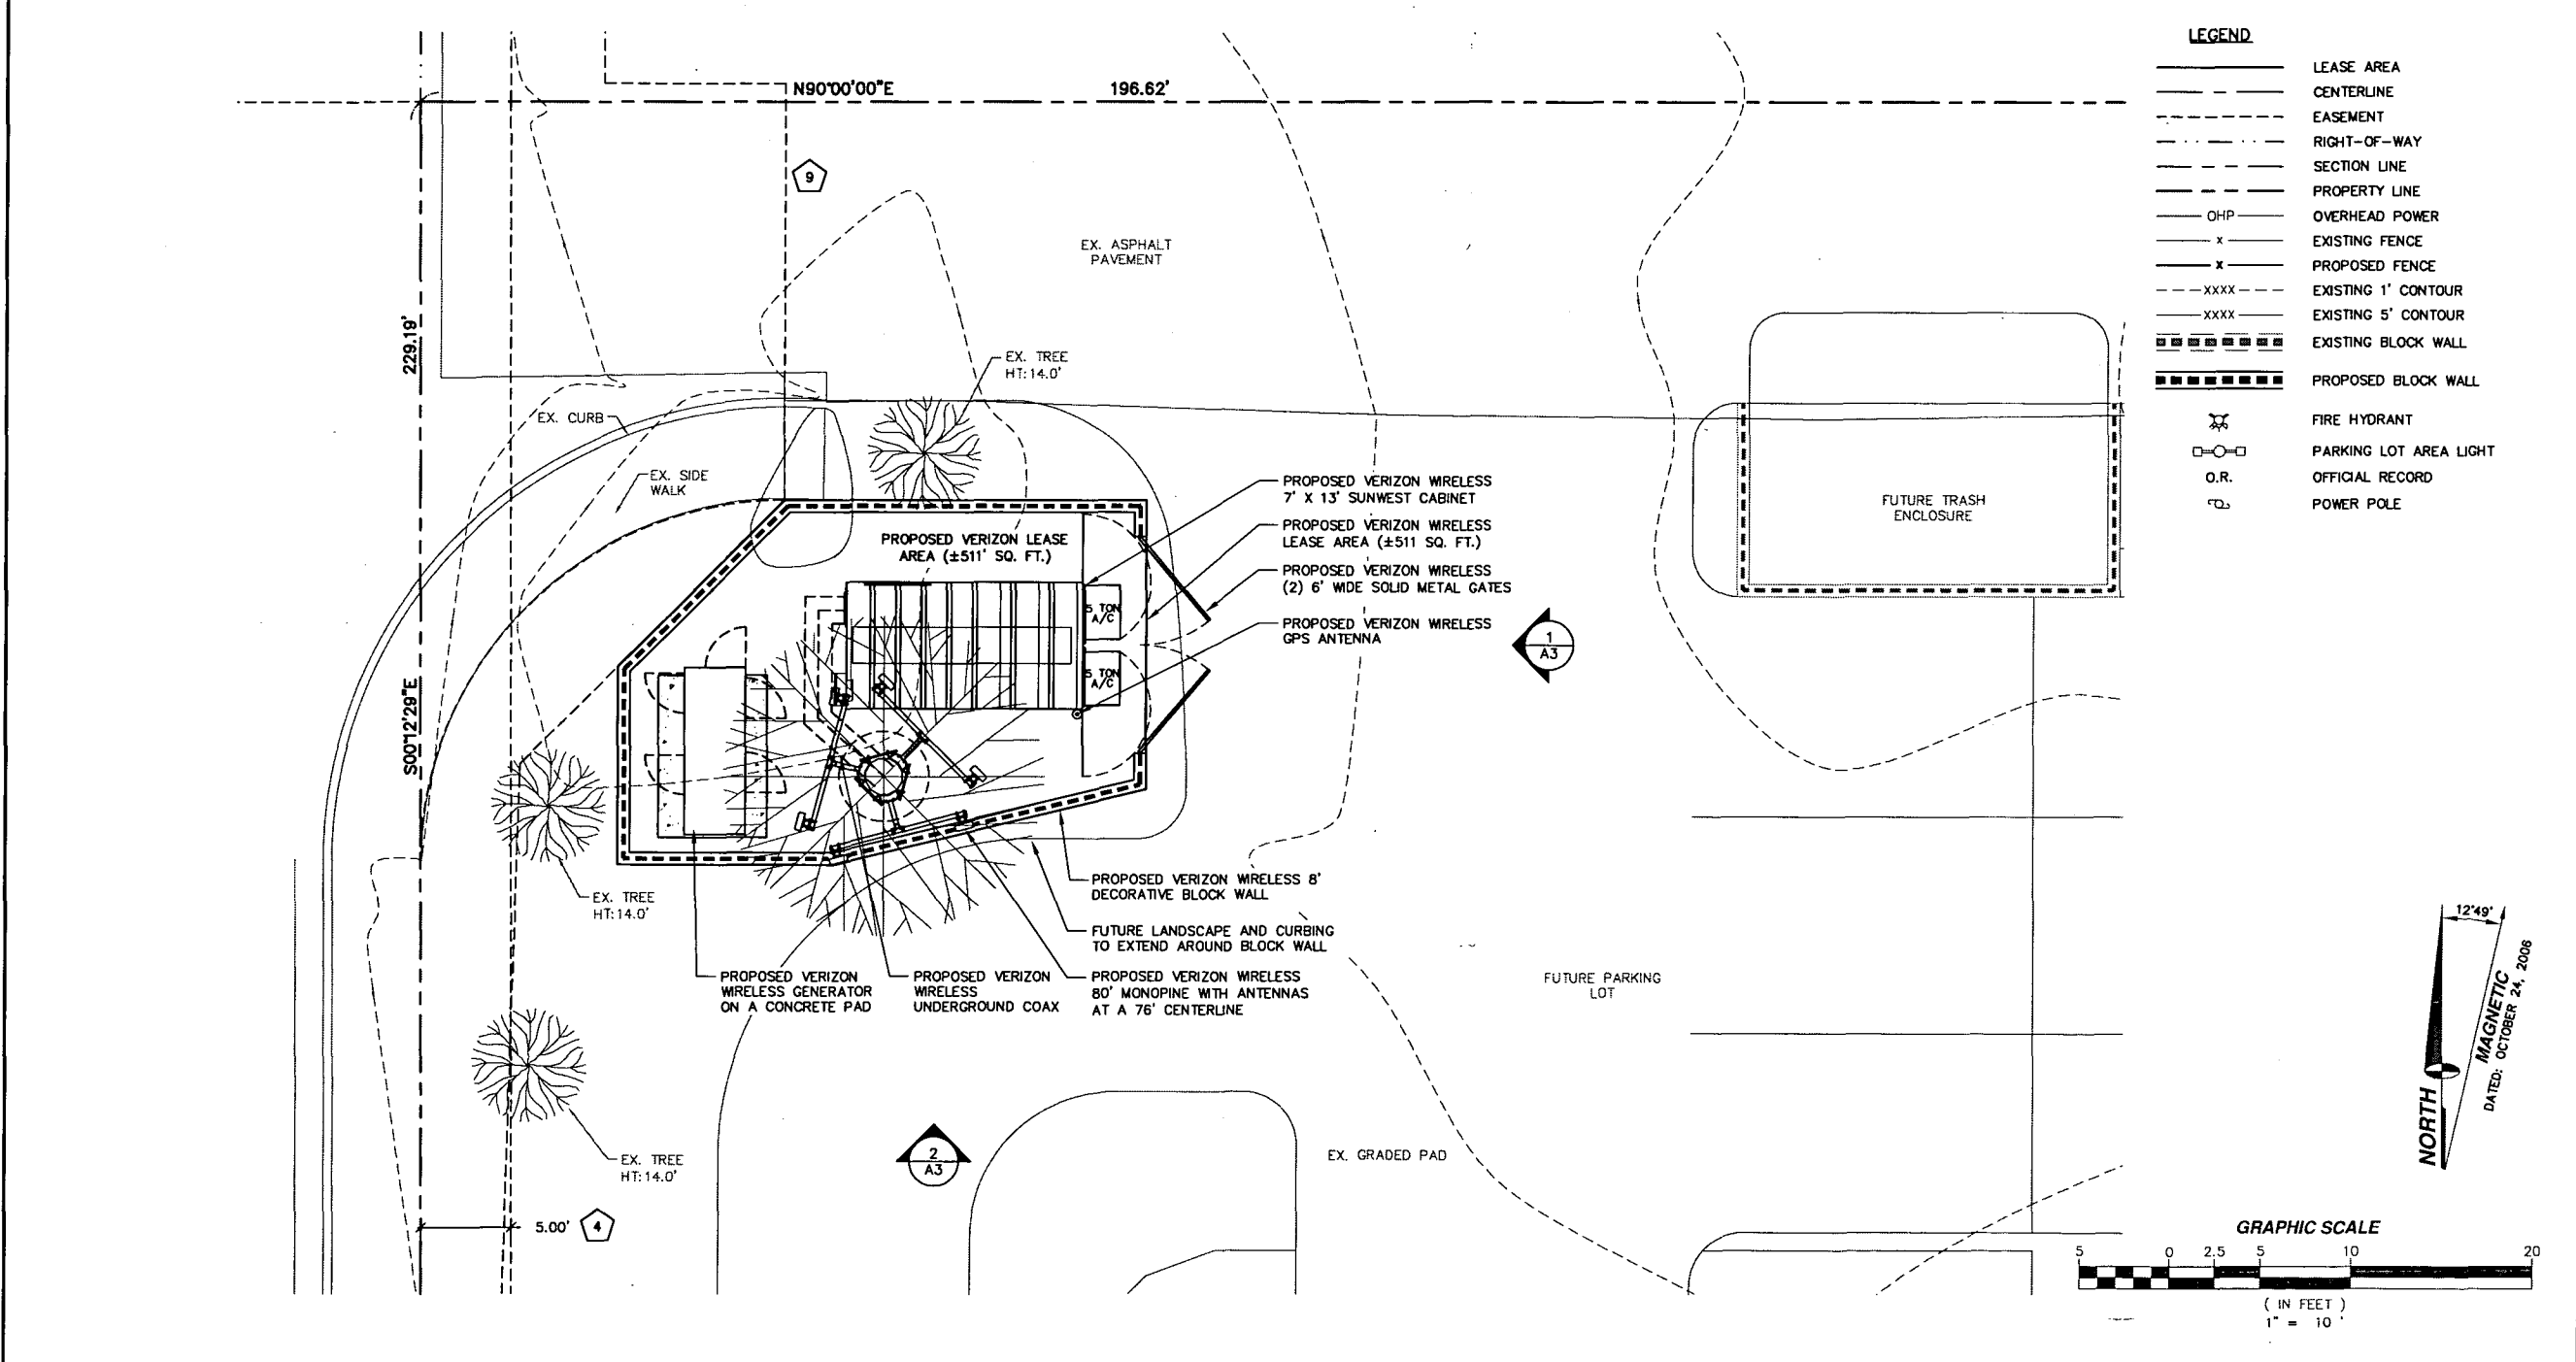 LEGEND
LEASE AREA
CENTERLINE
EASEMENT
RIGHT-OF-WAY
SECTION LINE
PROPERTY LINE
OHP
OVERHEAD POWER
x
EXISTING FENCE
x
PROPOSED FENCE
XXXX
EXISTING 1' CONTOUR
XXXX
EXISTING 5' CONTOUR
EXISTING BLOCK WALL
PROPOSED BLOCK WALL
FIRE HYDRANT
PARKING LOT AREA LIGHT
O.R.
OFFICIAL RECORD
POWER POLE
N90°00'00"E
196.62'
9
EX. ASPHALT
PAVEMENT
229.19'
S00°12'29"E
EX. TREE
HT:14.0'
EX. CURB
EX. SIDE
WALK
PROPOSED VERIZON LEASE
AREA (±511' SQ. FT.)
5 TON
A/C
5 TON
A/C
PROPOSED VERIZON WIRELESS
7' X 13' SUNWEST CABINET
PROPOSED VERIZON WIRELESS
LEASE AREA (±511 SQ. FT.)
PROPOSED VERIZON WIRELESS
(2) 6' WIDE SOLID METAL GATES
PROPOSED VERIZON WIRELESS
GPS ANTENNA
1
A3
FUTURE TRASH
ENCLOSURE
EX. TREE
HT:14.0'
PROPOSED VERIZON WIRELESS 8'
DECORATIVE BLOCK WALL
FUTURE LANDSCAPE AND CURBING
TO EXTEND AROUND BLOCK WALL
PROPOSED VERIZON
WIRELESS GENERATOR
ON A CONCRETE PAD
PROPOSED VERIZON
WIRELESS
UNDERGROUND COAX
PROPOSED VERIZON WIRELESS
80' MONOPINE WITH ANTENNAS
AT A 76' CENTERLINE
FUTURE PARKING
LOT
2
A3
EX. TREE
HT:14.0'
EX. GRADED PAD
5.00'
4
12°49'
NORTH
MAGNETIC
DATED: OCTOBER 24, 2006
GRAPHIC SCALE
5 0 2.5 5 10 20
( IN FEET )
1" = 10 '